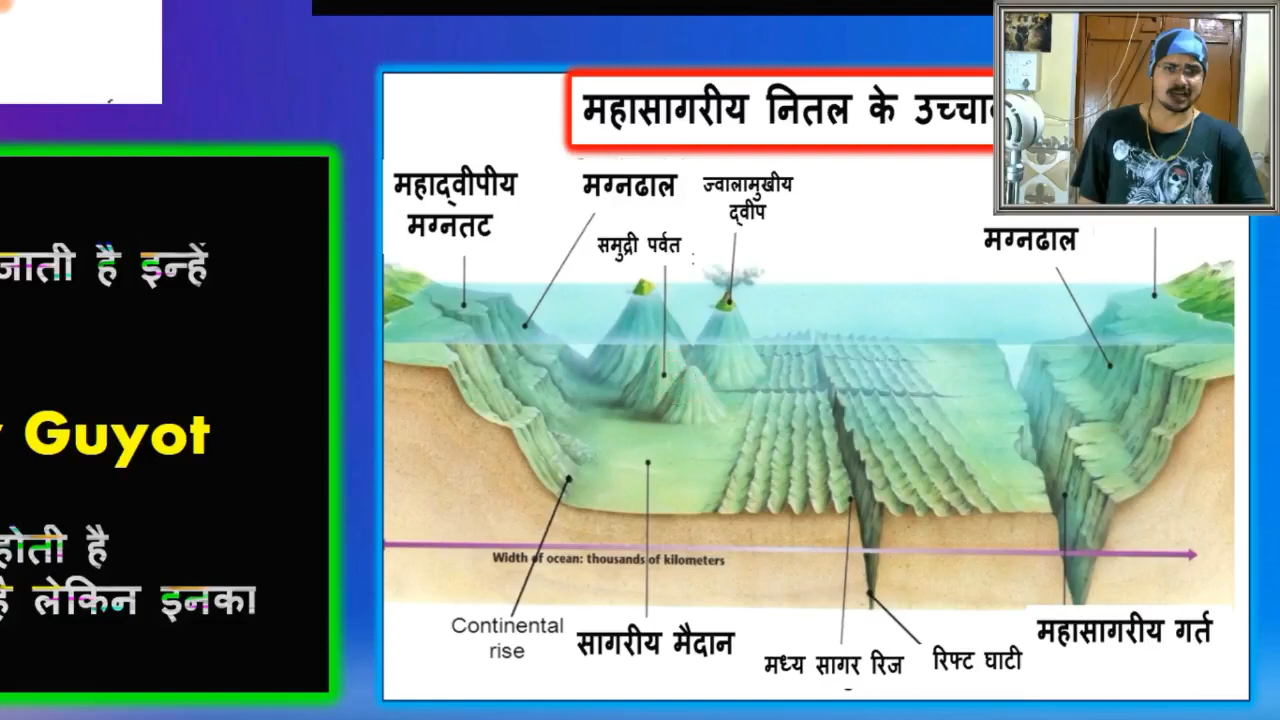 महासागरीय नितल के
महाद्वीपीय
मग्नतट
मग्नढाल
ज्वालामुखीय
द्वीप
समुद्री पर्वत
मग्नढाल
जाती है इन्हें
Guyot
होती है
है लेकिन इनका
Width of ocean: thousands of kilometers
Continental
rise
सागरीय मैदान
मध्य सागर रिज
रिफ्ट घाटी
महासागरीय गर्त